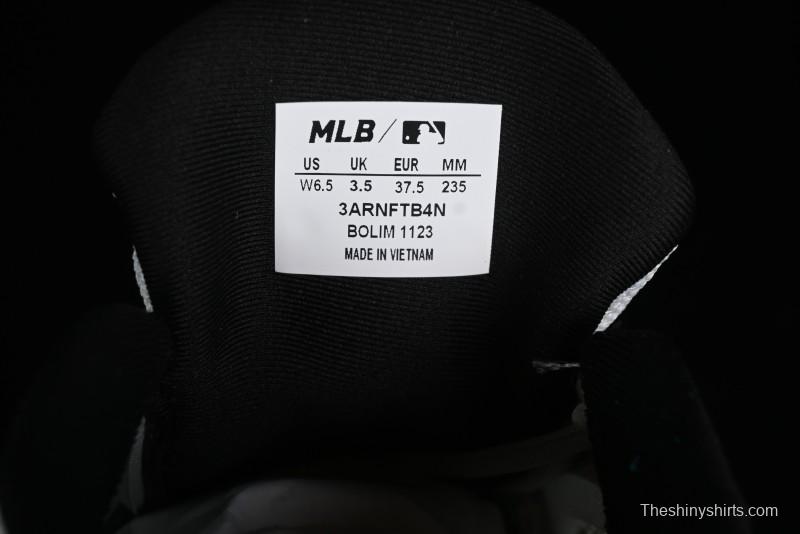 MLB /
US UK EUR MM
W6.5 3.5 37.5 235
3ARNFTB4N
BOLIM 1123
MADE IN VIETNAM
Theshinyshirts.com